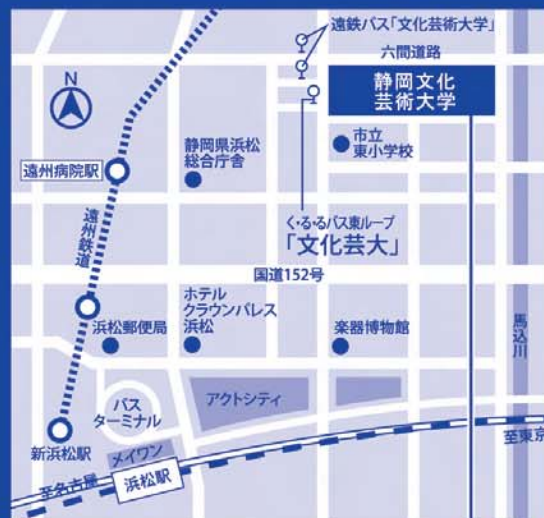 遠鉄バス「文化芸術大学」
六間道路
N
静岡文化
芸術大学
静岡県浜松
総合庁舎
市立
東小学校
遠州病院駅
く・る・るバス東ループ
「文化芸大」
遠州鉄道
国道152号
ホテル
クラウンパレス
浜松
浜松郵便局
楽器博物館
馬込川
バス
ターミナル
アクトシティ
新浜松駅
メイワン
至東京
浜松駅
至名古屋